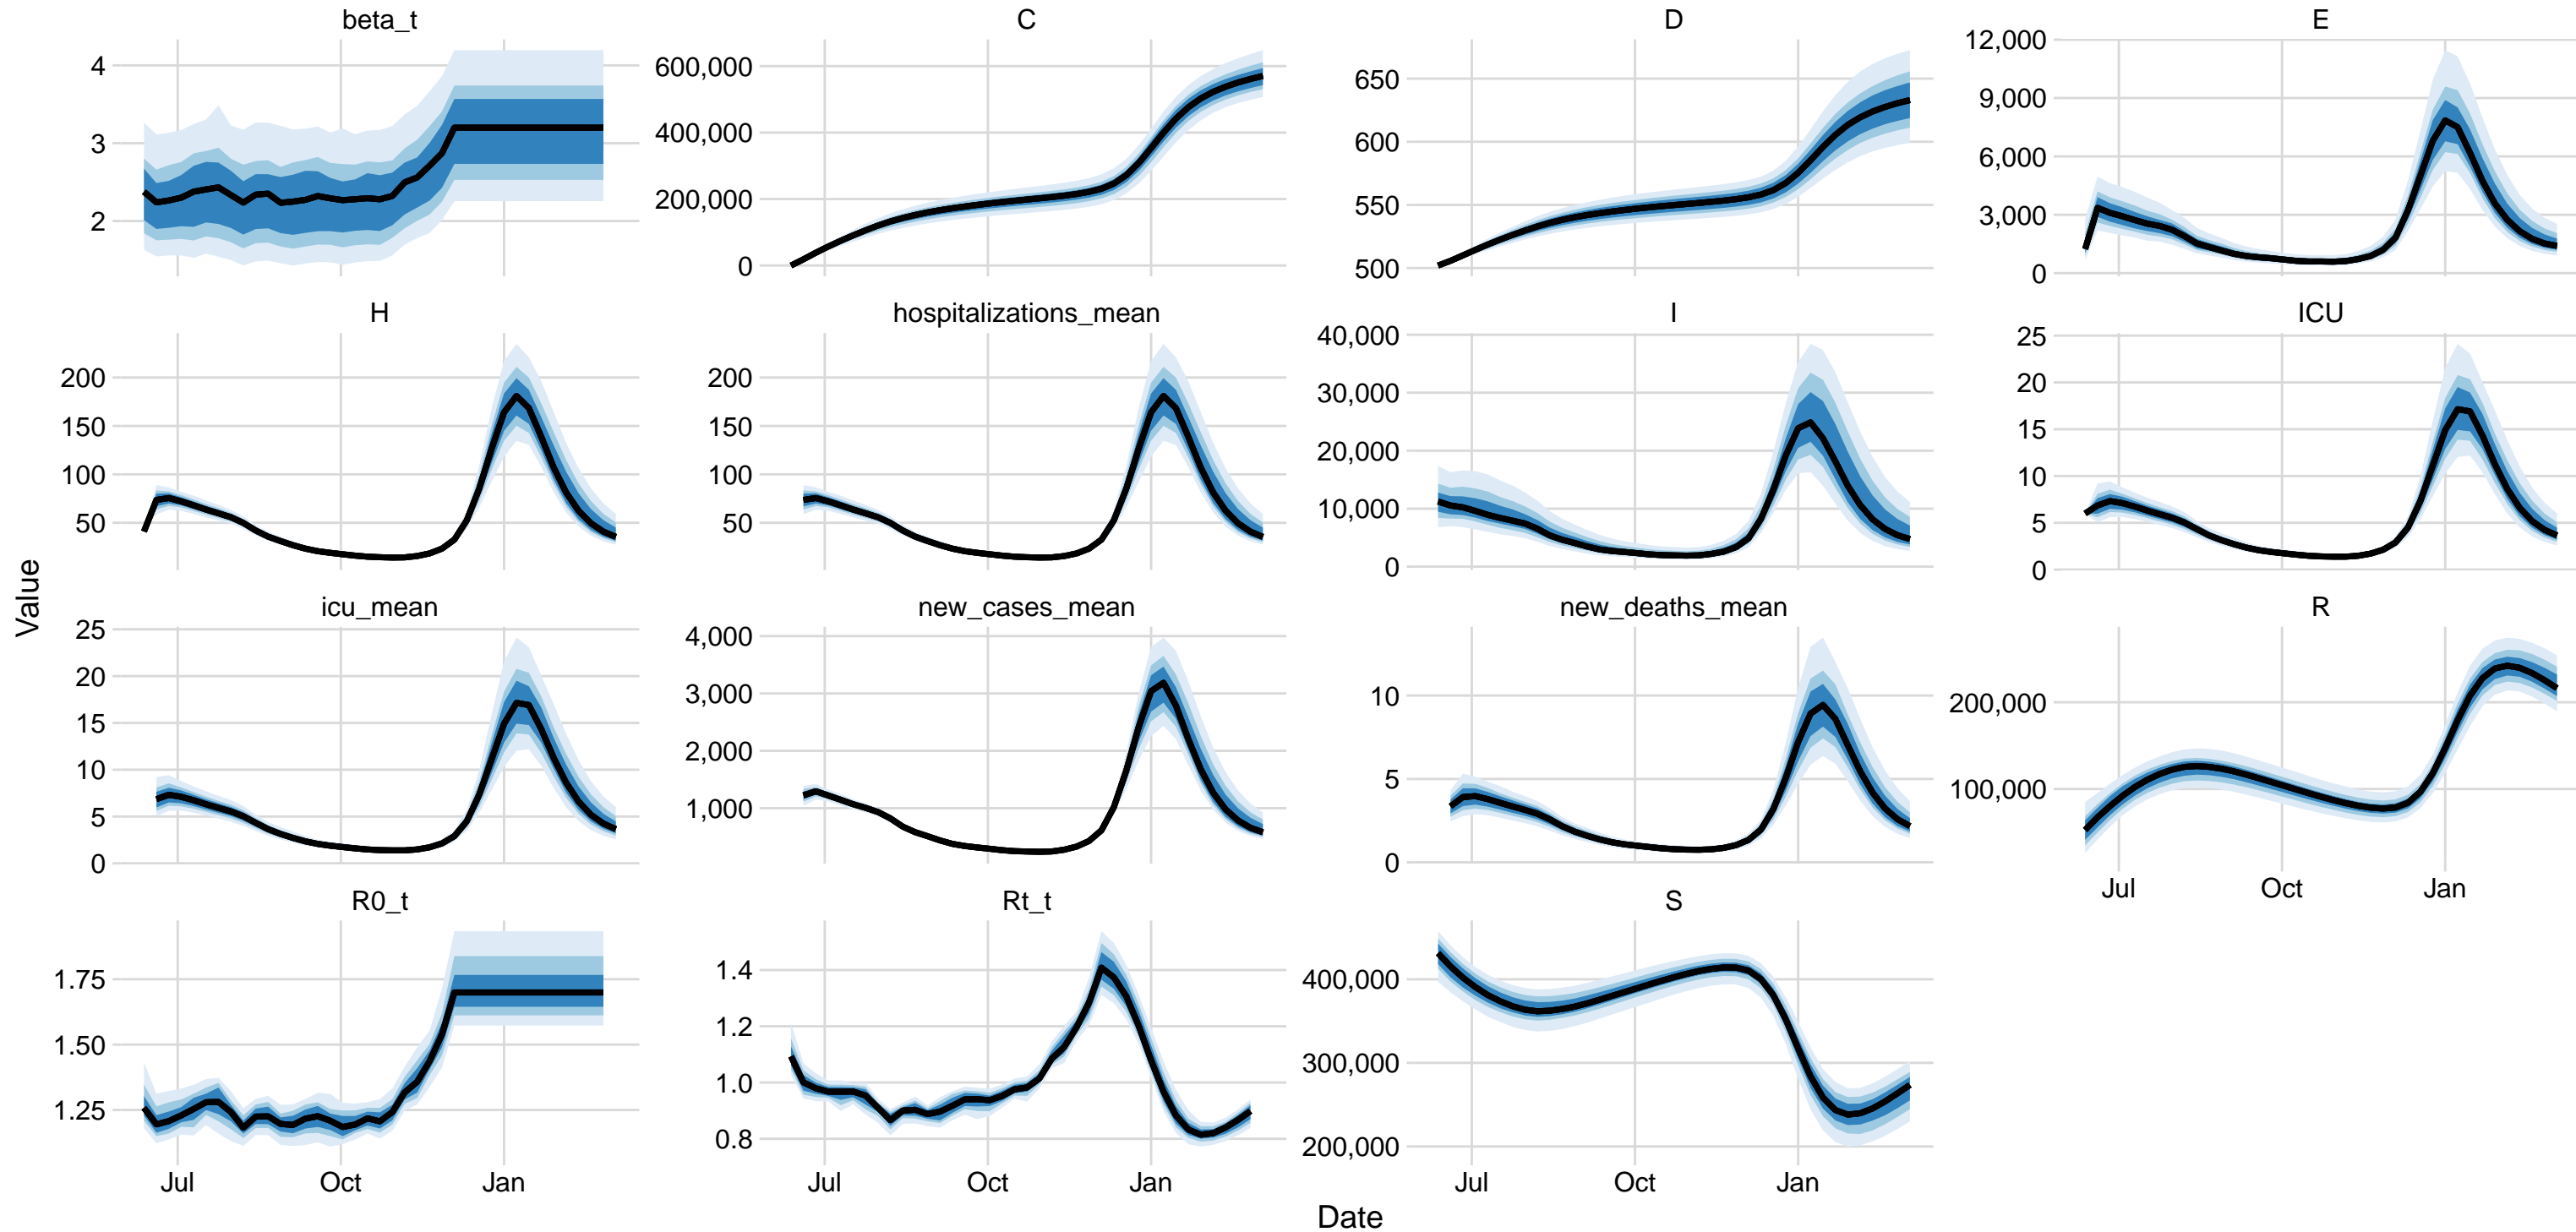 beta_t
C
D
E
4
3
2
600,000
400,000
200,000
0
650
600
550
500
12,000
9,000
6,000
3,000
0
H
hospitalizations_mean
I
ICU
200
150
100
50
200
150
100
50
40,000
30,000
20,000
10,000
0
25
20
15
10
5
0
Value
icu_mean
new_cases_mean
new_deaths_mean
R
25
20
15
10
5
0
4,000
3,000
2,000
1,000
10
5
0
200,000
100,000
Jul Oct Jan
R0_t
Rt_t
S
1.75
1.50
1.25
1.4
1.2
1.0
0.8
400,000
300,000
200,000
Jul Oct Jan
Jul Oct Jan
Jul Oct Jan
Date